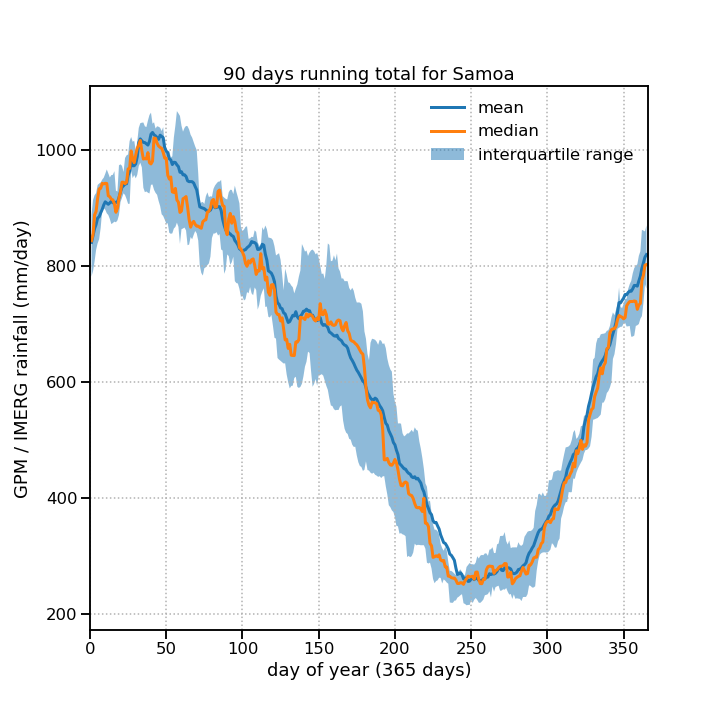 90 days running total for Samoa
mean
median
interquartile range
GPM / IMERG rainfall (mm/day)
1000
800
600
400
200
0 50 100 150 200 250 300 350
day of year (365 days)